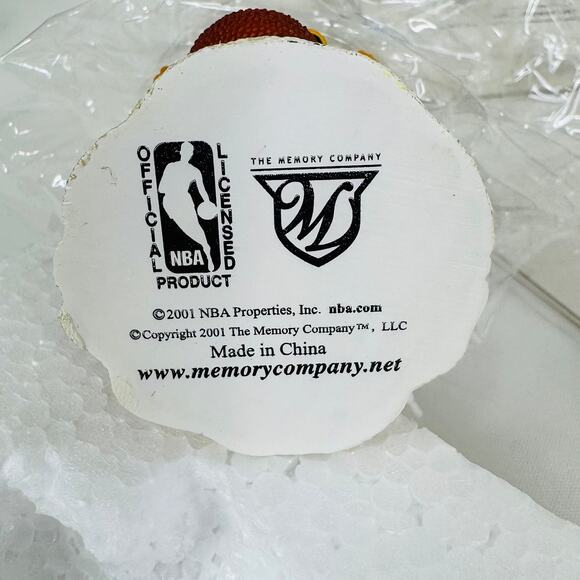 OFFICIAL
LICENSED
NBA
PRODUCT
THE MEMORY COMPANY
M
©2001 NBA Properties, Inc. nba.com
©Copyright 2001 The Memory Company™, LLC
Made in China
www.memorycompany.net